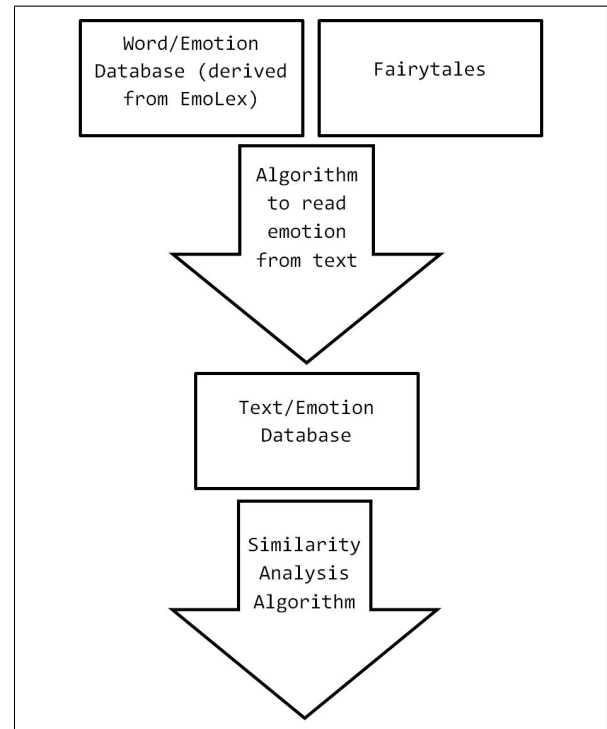 Word/Emotion
Database (derived
from EmoLex)
Fairytales
Algorithm
to read
emotion
from text
Text/Emotion
Database
Similarity
Analysis
Algorithm